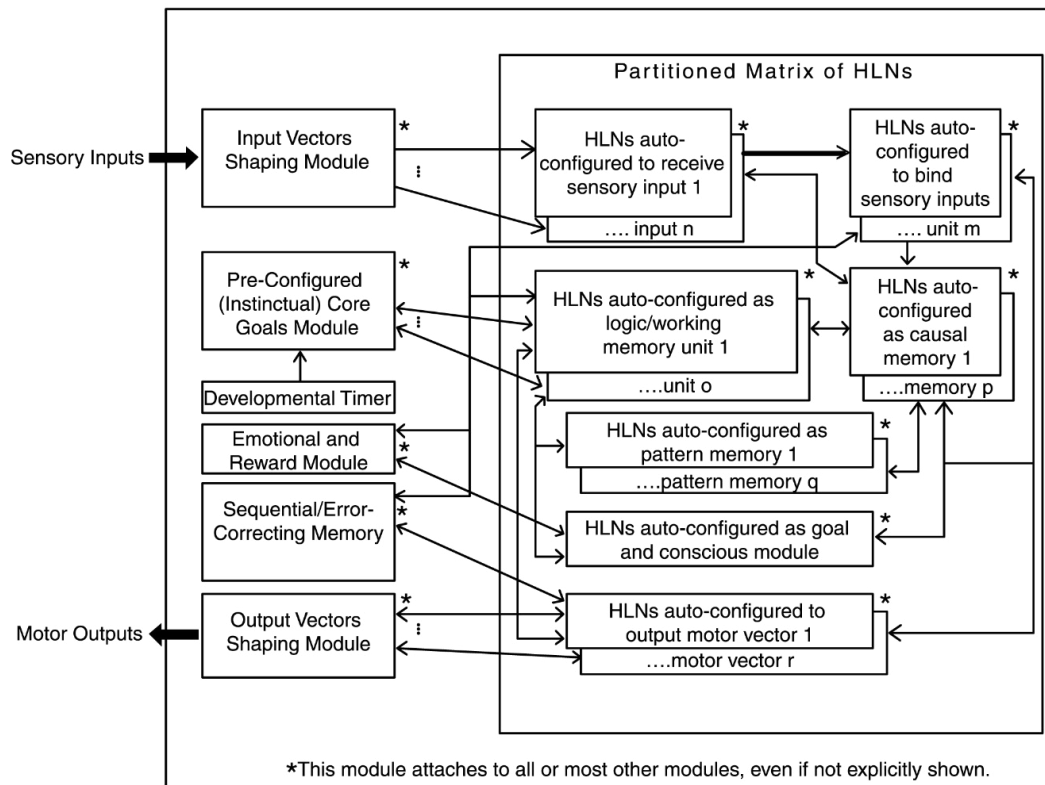 Partitioned Matrix of HLNs
Sensory Inputs
Input Vectors
Shaping Module
*
...
HLNs auto-
configured to receive
sensory input 1
*
.... input n
HLNs auto-
configured
to bind
sensory inputs
*
.... unit m
Pre-Configured
(Instinctual) Core
Goals Module
*
...
HLNs auto-configured as
logic/working
memory unit 1
*
....unit o
HLNs auto-
configured
as causal
memory 1
*
....memory p
Developmental Timer
Emotional and
Reward Module
*
HLNs auto-configured as
pattern memory 1
*
....pattern memory q
Sequential/Error-
Correcting Memory
*
HLNs auto-configured as goal
and conscious module
*
Motor Outputs
Output Vectors
Shaping Module
*
...
HLNs auto-configured to
output motor vector 1
*
....motor vector r
*This module attaches to all or most other modules, even if not explicitly shown.